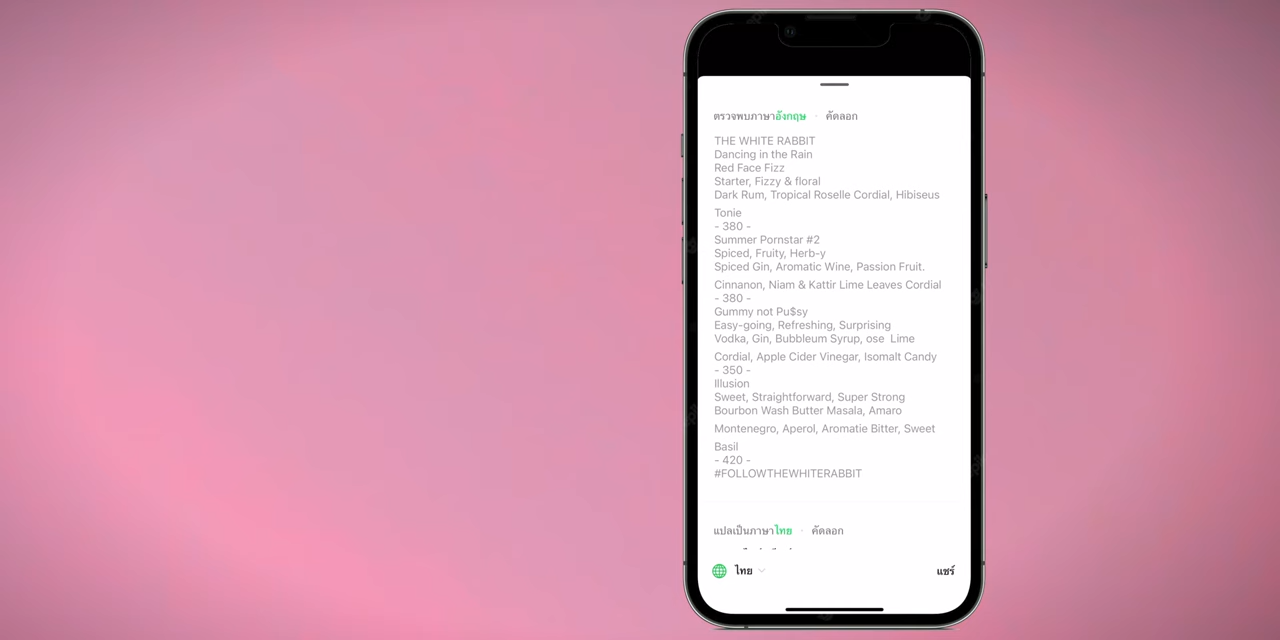 ตรวจพบภาษาอังกฤษ · คัดลอก
THE WHITE RABBIT
Dancing in the Rain
Red Face Fizz
Starter, Fizzy & floral
Dark Rum, Tropical Roselle Cordial, Hibiseus
Tonie
- 380 -
Summer Pornstar #2
Spiced, Fruity, Herb-y
Spiced Gin, Aromatic Wine, Passion Fruit.
Cinnanon, Niam & Kattir Lime Leaves Cordial
- 380 -
Gummy not Pu$sy
Easy-going, Refreshing, Surprising
Vodka, Gin, Bubbleum Syrup, ose Lime
Cordial, Apple Cider Vinegar, Isomalt Candy
- 350 -
Illusion
Sweet, Straightforward, Super Strong
Bourbon Wash Butter Masala, Amaro
Montenegro, Aperol, Aromatie Bitter, Sweet
Basil
- 420 -
#FOLLOWTHEWHITERABBIT
แปลเป็นภาษาไทย · คัดลอก
ไทย
แชร์